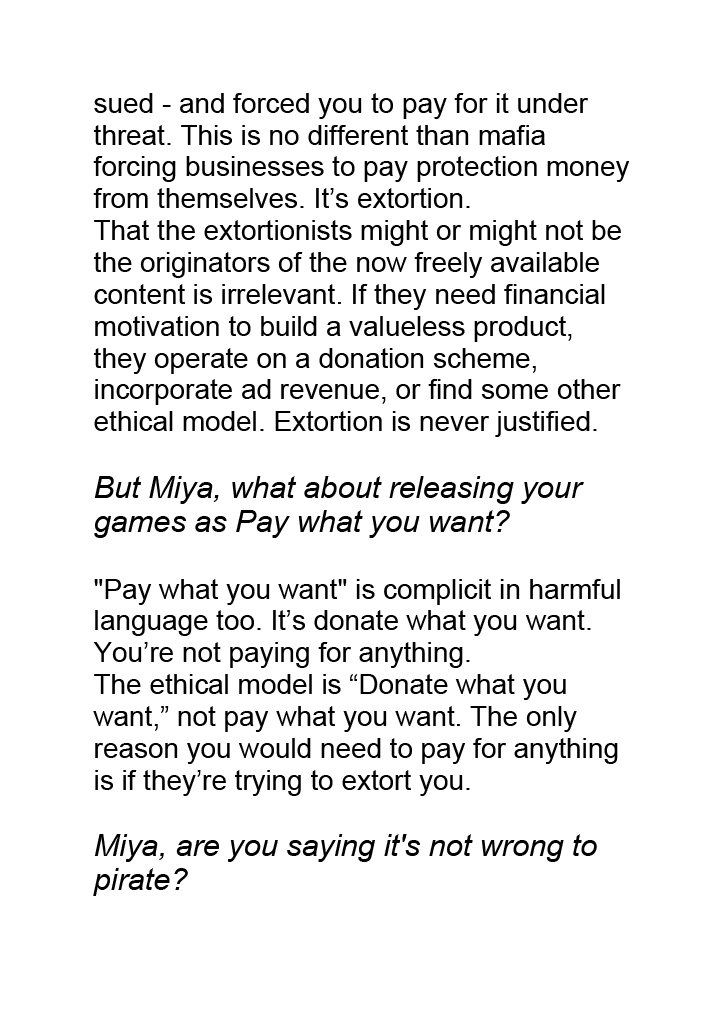 sued - and forced you to pay for it under
threat. This is no different than mafia
forcing businesses to pay protection money
from themselves. It’s extortion.
That the extortionists might or might not be
the originators of the now freely available
content is irrelevant. If they need financial
motivation to build a valueless product,
they operate on a donation scheme,
incorporate ad revenue, or find some other
ethical model. Extortion is never justified.
But Miya, what about releasing your
games as Pay what you want?
"Pay what you want" is complicit in harmful
language too. It’s donate what you want.
You’re not paying for anything.
The ethical model is “Donate what you
want,” not pay what you want. The only
reason you would need to pay for anything
is if they’re trying to extort you.
Miya, are you saying it's not wrong to
pirate?